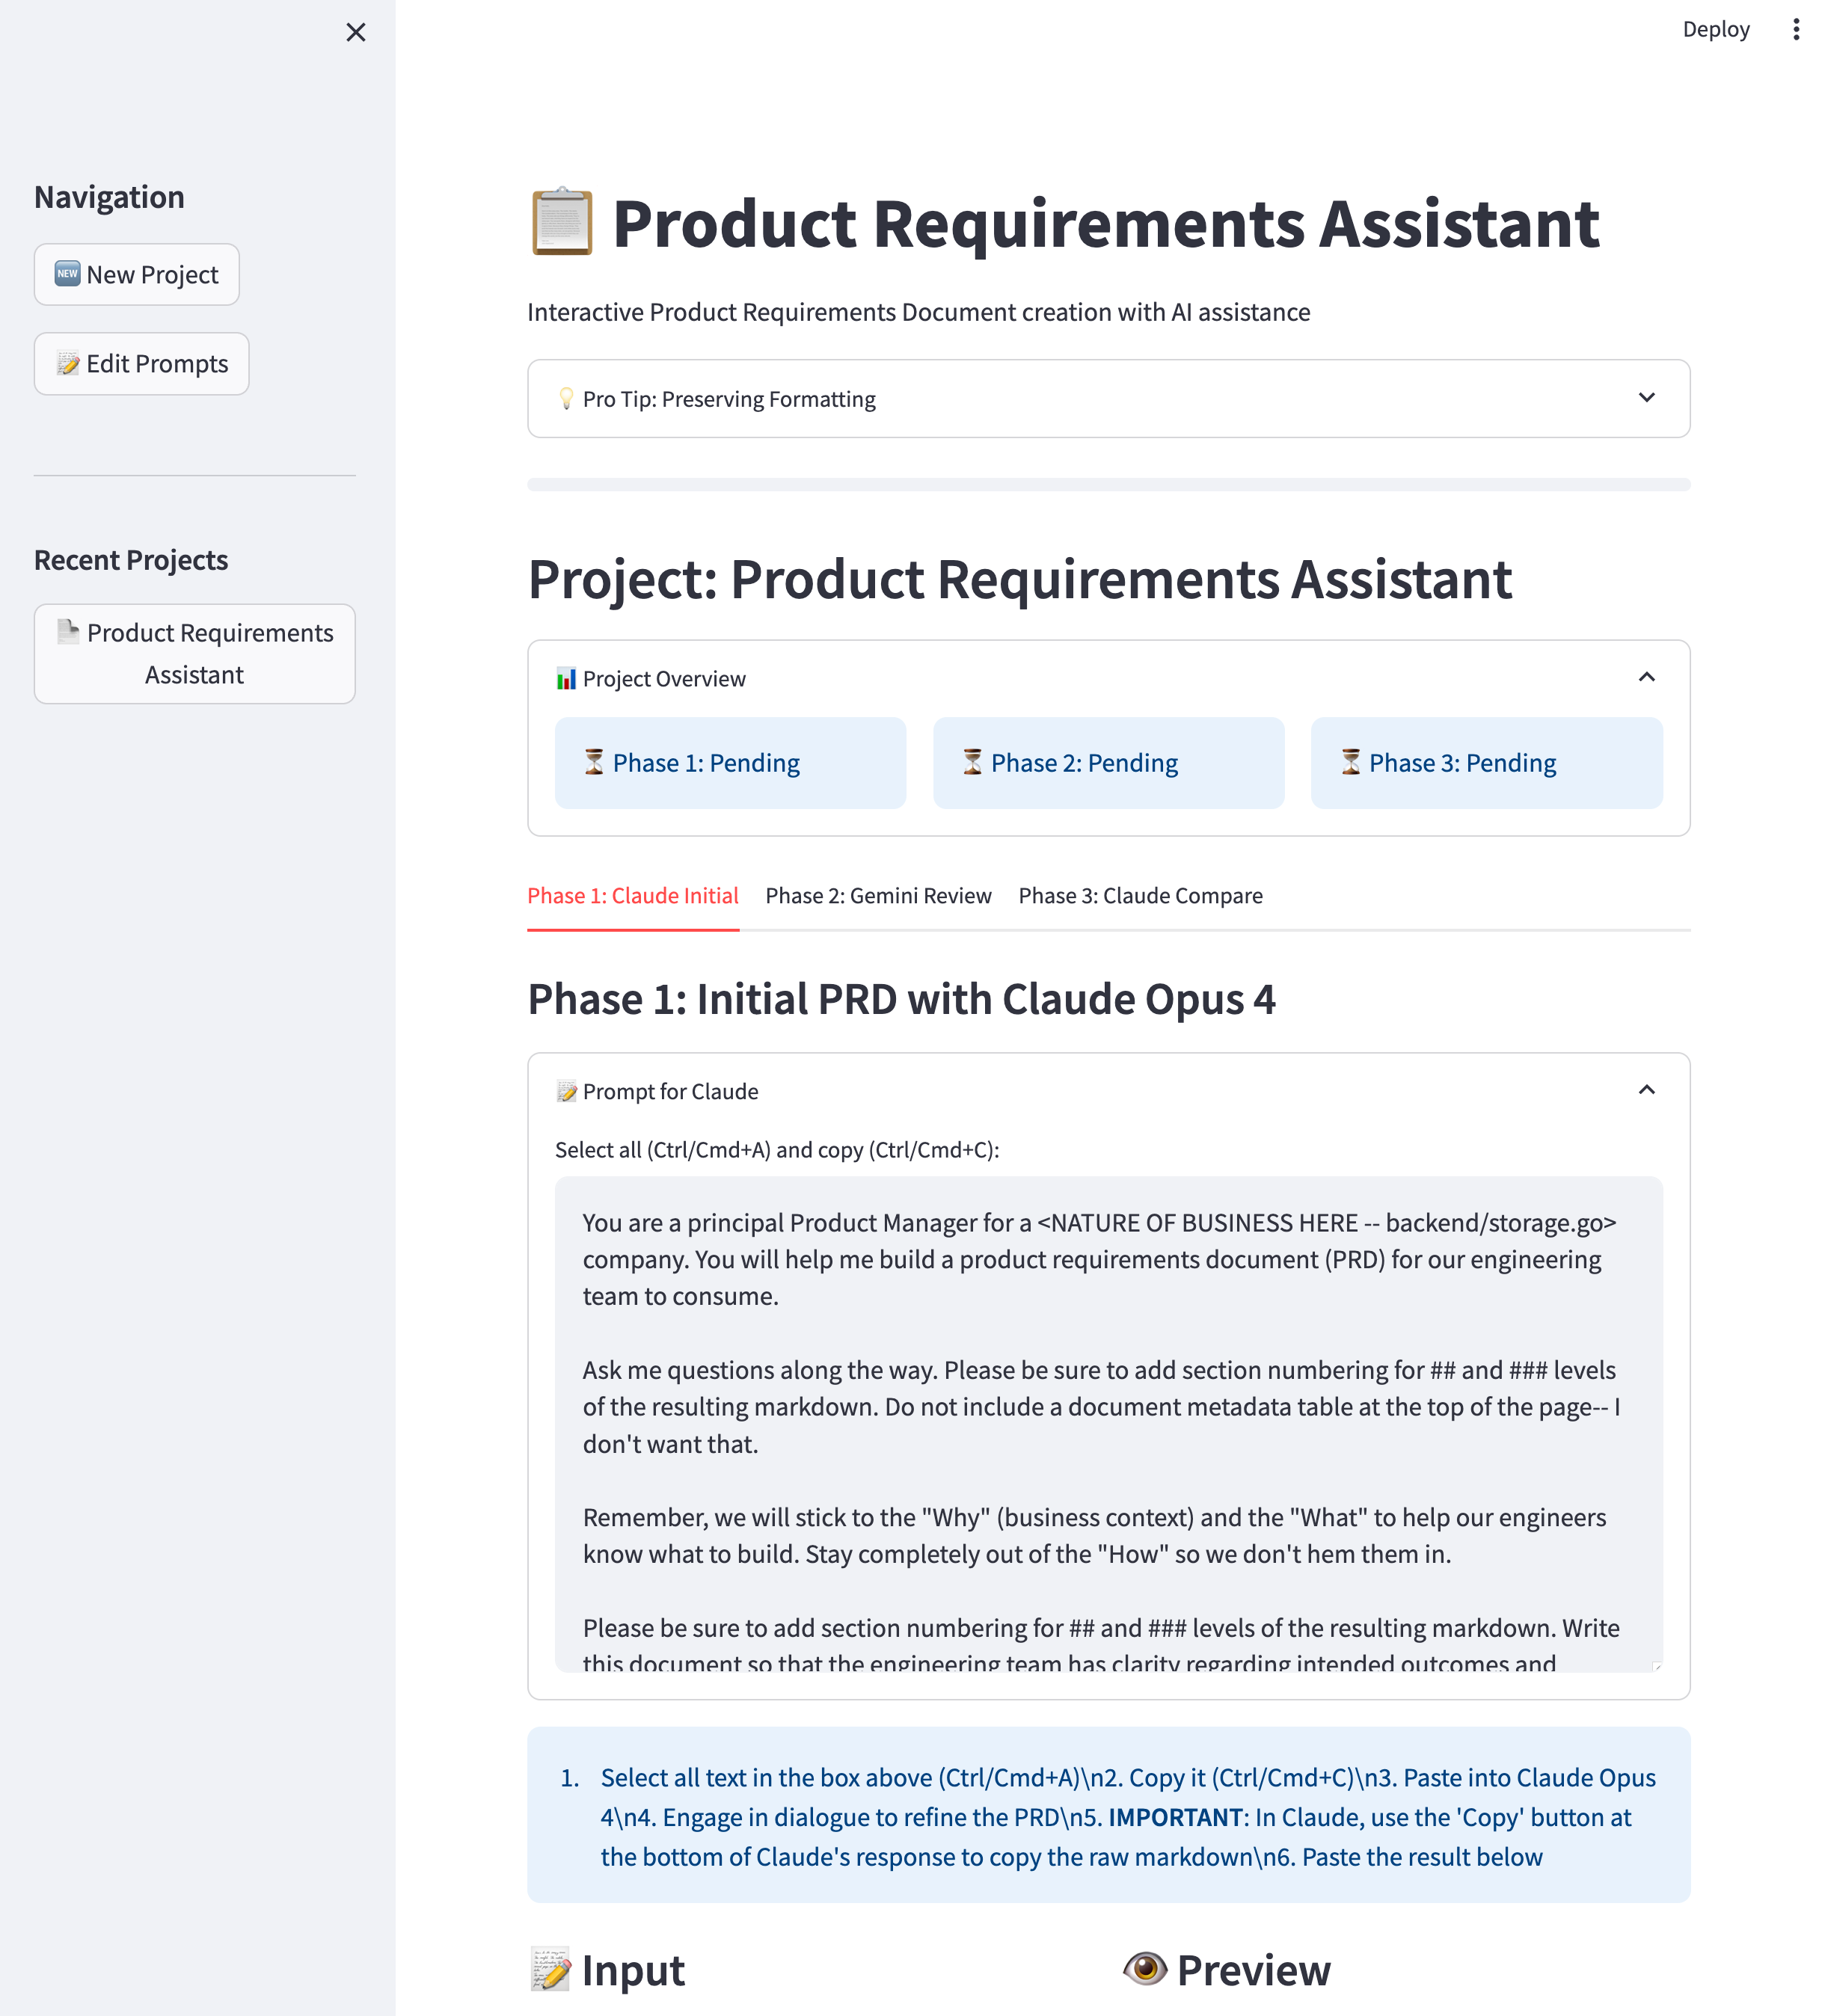 Deploy
Navigation
NEW New Project
Edit Prompts
Recent Projects
Product Requirements
Assistant
Product Requirements Assistant
Interactive Product Requirements Document creation with AI assistance
Pro Tip: Preserving Formatting
Project: Product Requirements Assistant
Project Overview
Phase 1: Pending
Phase 2: Pending
Phase 3: Pending
Phase 1: Claude Initial
Phase 2: Gemini Review
Phase 3: Claude Compare
Phase 1: Initial PRD with Claude Opus 4
Prompt for Claude
Select all (Ctrl/Cmd+A) and copy (Ctrl/Cmd+C):
You are a principal Product Manager for a <NATURE OF BUSINESS HERE -- backend/storage.go>
company. You will help me build a product requirements document (PRD) for our engineering
team to consume.
Ask me questions along the way. Please be sure to add section numbering for ## and ### levels
of the resulting markdown. Do not include a document metadata table at the top of the page-- I
don't want that.
Remember, we will stick to the "Why" (business context) and the "What" to help our engineers
know what to build. Stay completely out of the "How" so we don't hem them in.
Please be sure to add section numbering for ## and ### levels of the resulting markdown. Write
this document so that the engineering team has clarity regarding intended outcomes and
1. Select all text in the box above (Ctrl/Cmd+A)\n2. Copy it (Ctrl/Cmd+C)\n3. Paste into Claude Opus
4\n4. Engage in dialogue to refine the PRD\n5. IMPORTANT: In Claude, use the 'Copy' button at
the bottom of Claude's response to copy the raw markdown\n6. Paste the result below
Input
Preview